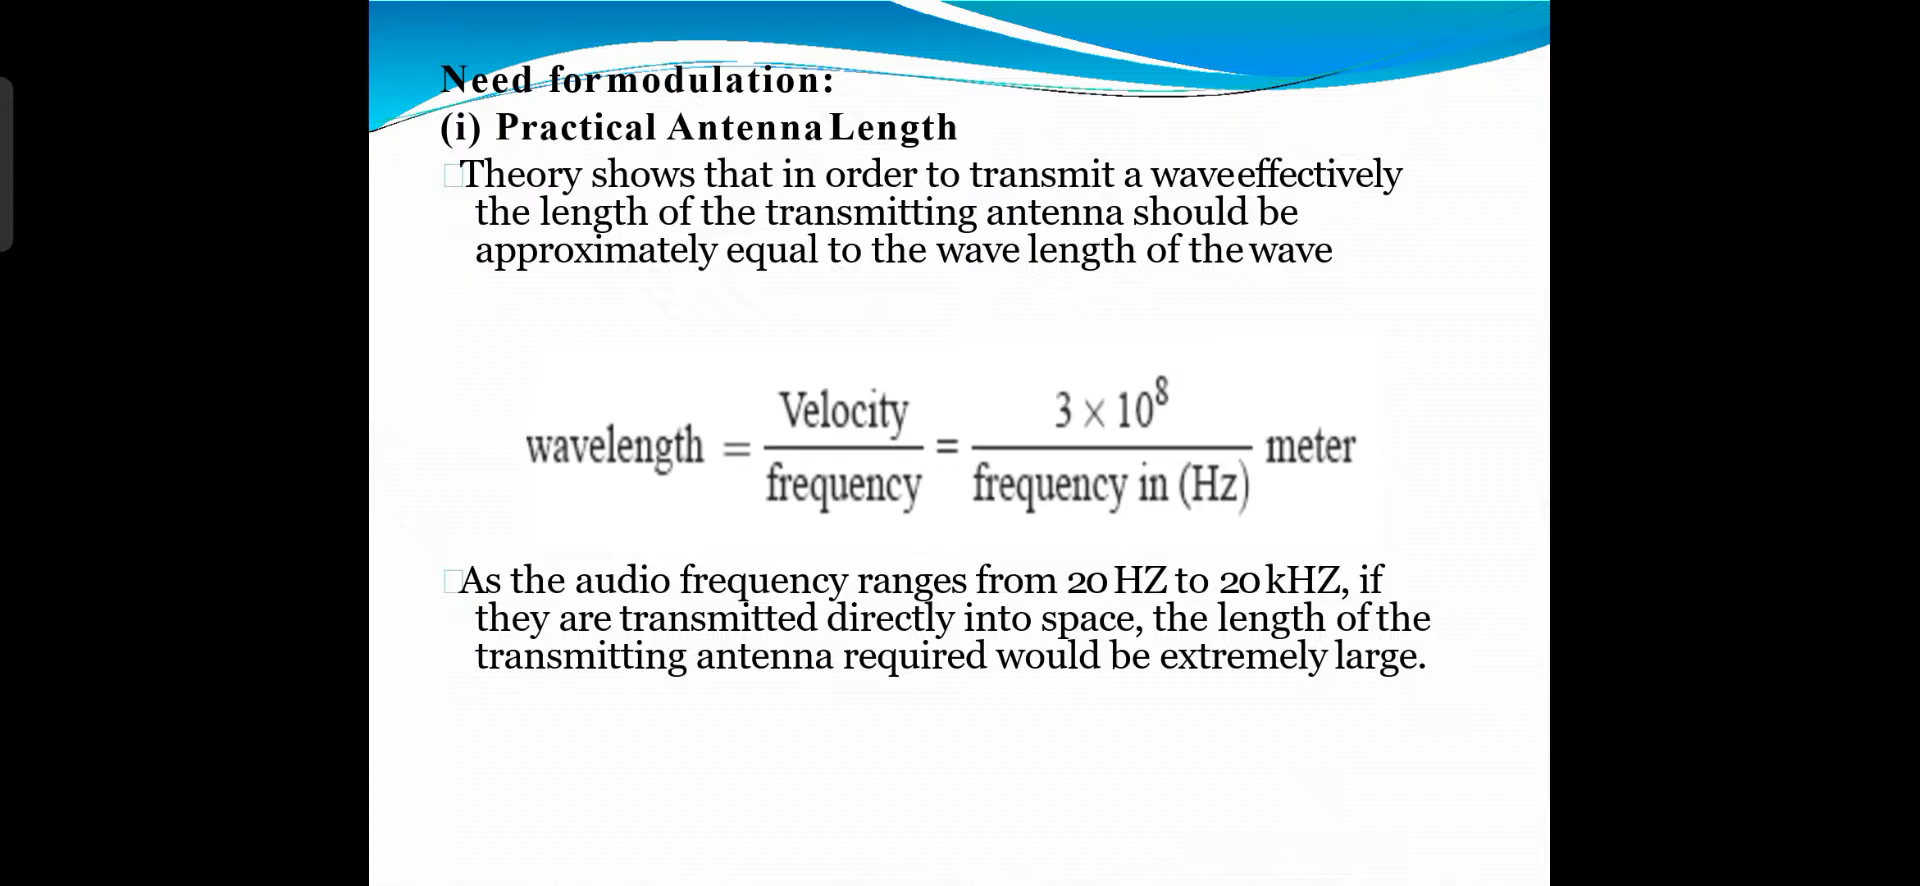 Need for modulation:
(i) Practical Antenna Length
Theory shows that in order to transmit a wave effectively
the length of the transmitting antenna should be
approximately equal to the wave length of the wave
wavelength = Velocity / frequency = 3 × 10⁸ / frequency in (Hz) meter
As the audio frequency ranges from 20 HZ to 20 kHZ, if
they are transmitted directly into space, the length of the
transmitting antenna required would be extremely large.